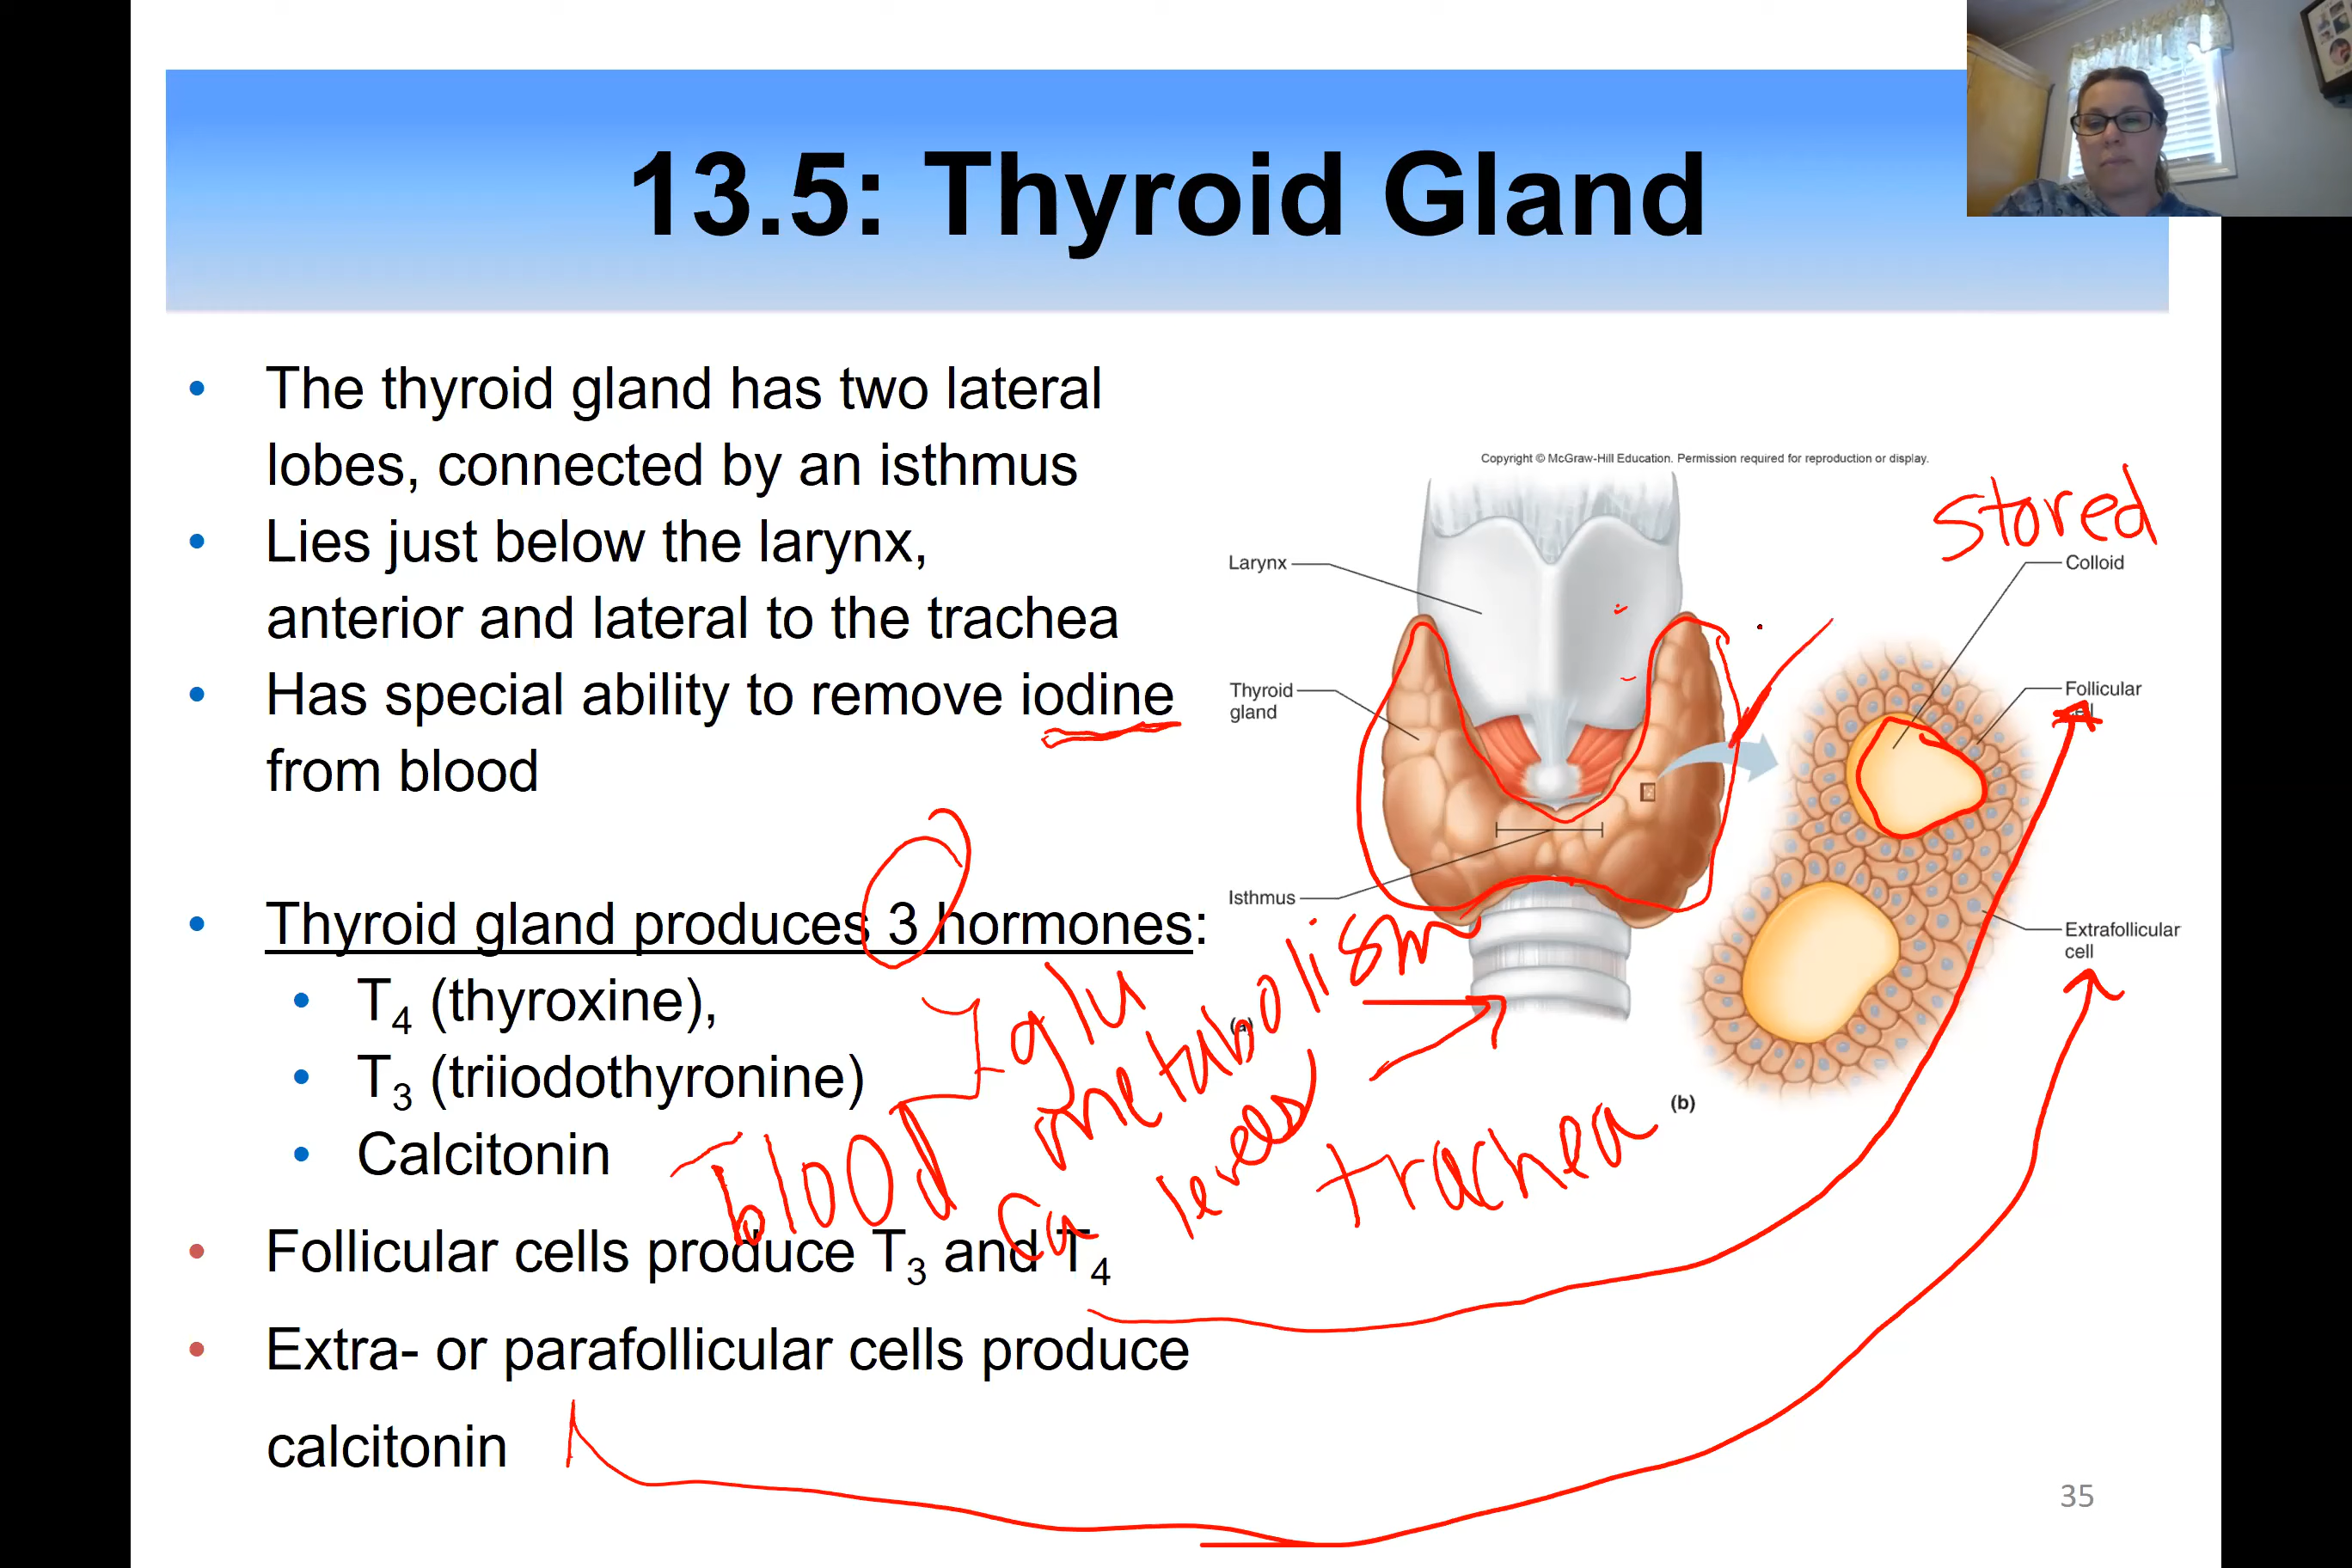 13.5: Thyroid Gland
• The thyroid gland has two lateral
lobes, connected by an isthmus
• Lies just below the larynx,
anterior and lateral to the trachea
• Has special ability to remove iodine
from blood
• Thyroid gland produces 3 hormones:
• T4 (thyroxine),
• T3 (triiodothyronine)
• Calcitonin
• Follicular cells produce T3 and T4
• Extra- or parafollicular cells produce
calcitonin
Copyright © McGraw-Hill Education. Permission required for reproduction or display.
stored
Larynx
Colloid
Thyroid
gland
Follicular
cell
Isthmus
Extrafollicular
cell
(a)
(b)
blood
glu
metabolism
Ca levels
trachea
35